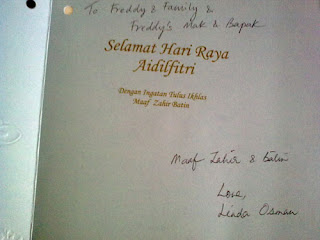 To Freddy & Family &
Freddy's Mak & Bapak
Selamat Hari Raya
Aidilfitri
Dengan Ingatan Tulus Ikhlas
Maaf Zahir Batin
Maaf Zahir & Batin
Love,
Linda Osman